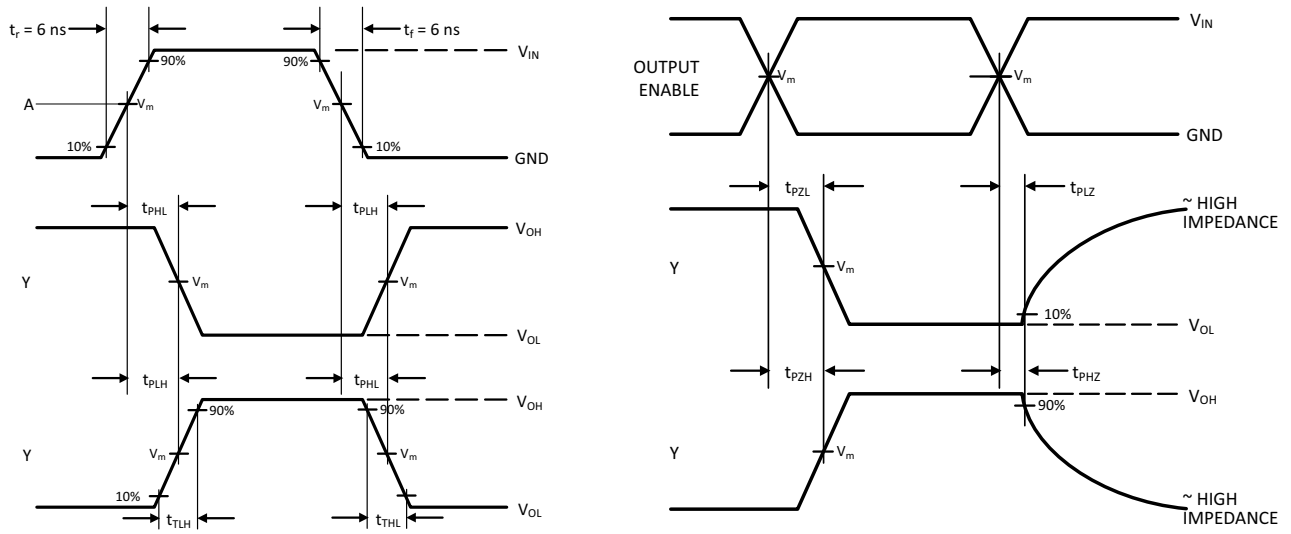 tr = 6 ns
tf = 6 ns
VIN
90%
90%
A
Vm
Vm
10%
10%
GND
tPHL
tPLH
VOH
Y
Vm
Vm
VOL
tPLH
tPHL
VOH
90%
90%
Y
Vm
Vm
10%
VOL
tTLH
tTHL
VIN
OUTPUT
ENABLE
Vm
Vm
GND
tPZL
tPLZ
~ HIGH
IMPEDANCE
Y
Vm
10%
VOL
tPZH
tPHZ
VOH
90%
Y
Vm
~ HIGH
IMPEDANCE